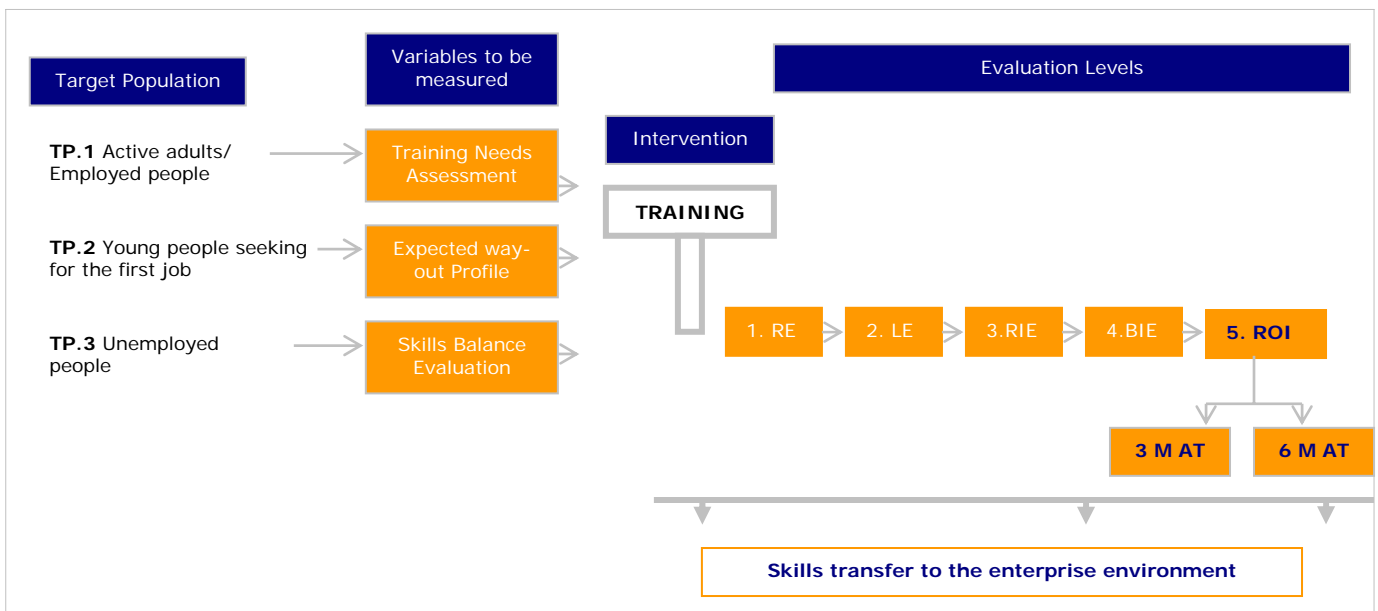 Target Population
Variables to be
measured
Evaluation Levels
Intervention
TP.1 Active adults/
Employed people
Training Needs
Assessment
TRAINING
TP.2 Young people seeking
for the first job
Expected way-
out Profile
TP.3 Unemployed
people
Skills Balance
Evaluation
1. RE
2. LE
3.RIE
4.BIE
5. ROI
3 M AT
6 M AT
Skills transfer to the enterprise environment